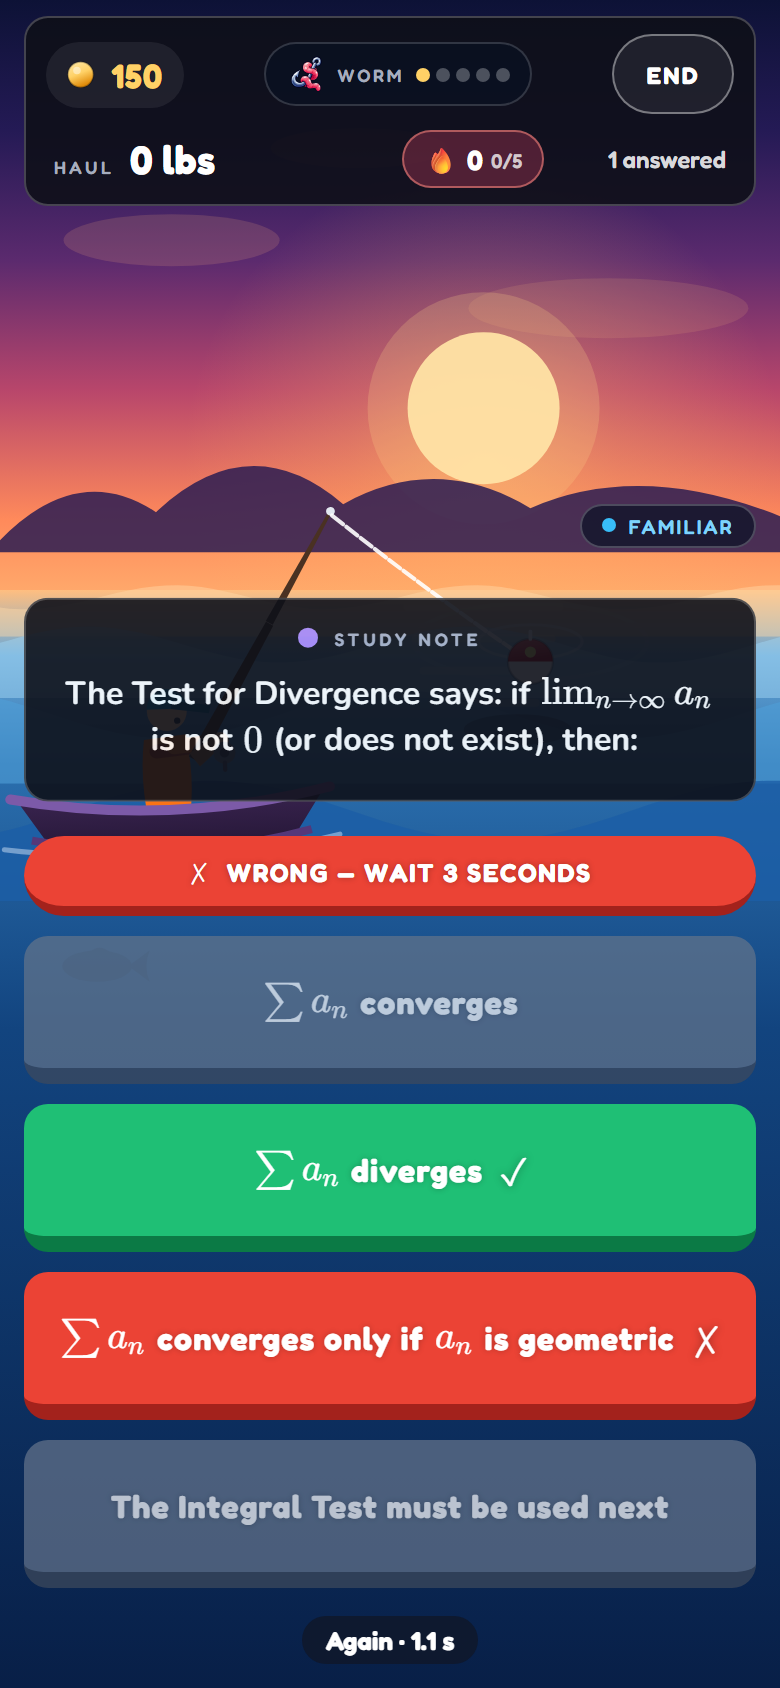 150
WORM
END
HAUL 0 lbs
0 0/5
1 answered
FAMILIAR
STUDY NOTE
The Test for Divergence says: if lim_{n→∞} a_n
is not 0 (or does not exist), then:
✗ WRONG – WAIT 3 SECONDS
∑ a_n converges
∑ a_n diverges ✓
∑ a_n converges only if a_n is geometric ✗
The Integral Test must be used next
Again · 1.1 s